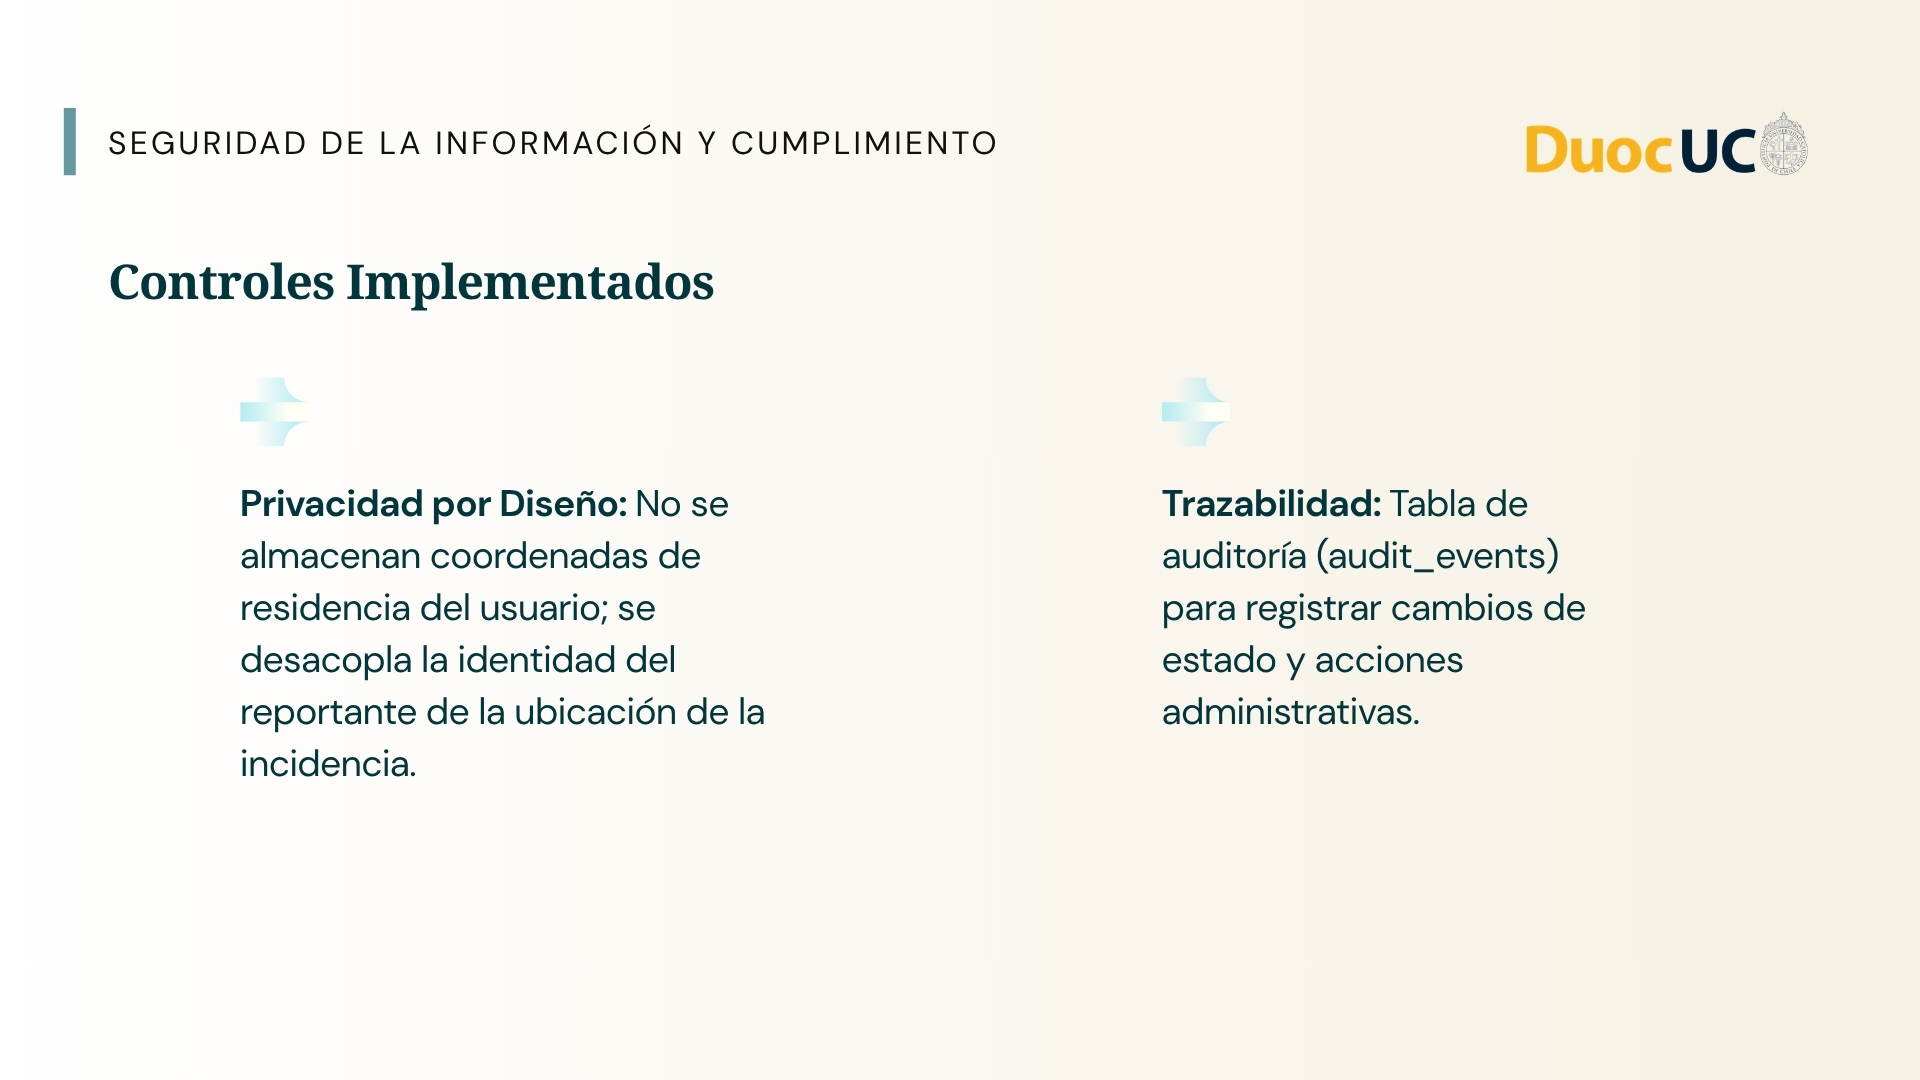 SEGURIDAD DE LA INFORMACIÓN Y CUMPLIMIENTO
Duoc UC
Controles Implementados
Privacidad por Diseño: No se
almacenan coordenadas de
residencia del usuario; se
desacopla la identidad del
reportante de la ubicación de la
incidencia.
Trazabilidad: Tabla de
auditoría (audit_events)
para registrar cambios de
estado y acciones
administrativas.